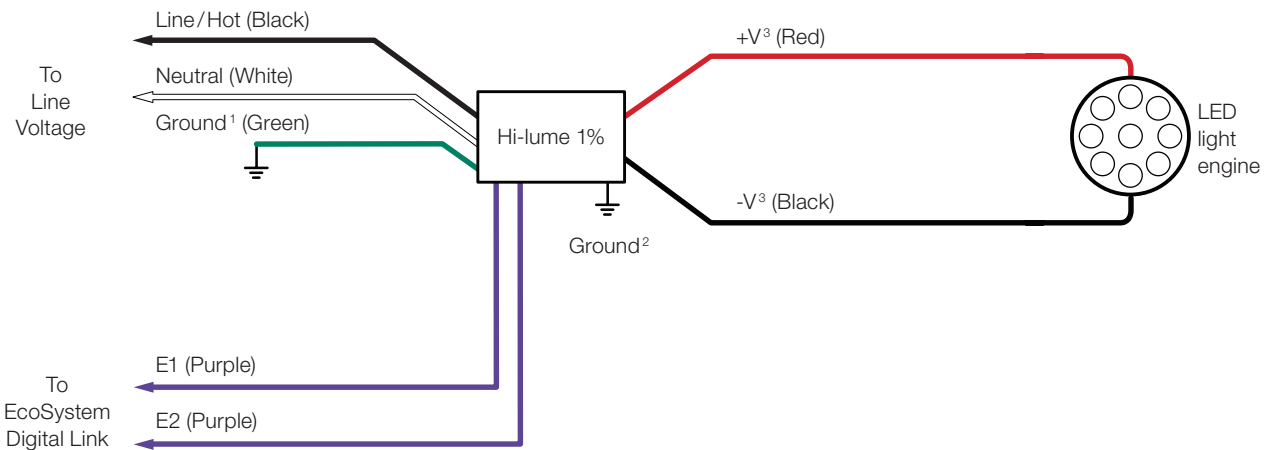 Line/Hot (Black)
To
Line
Voltage
Neutral (White)
Ground¹ (Green)
Hi-lume 1%
Ground²
+V³ (Red)
-V³ (Black)
LED
light
engine
To
EcoSystem
Digital Link
E1 (Purple)
E2 (Purple)